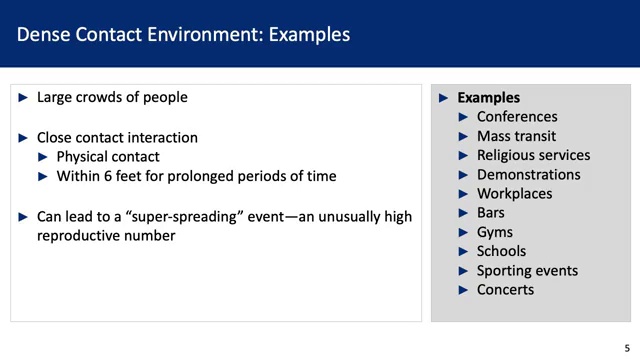 Dense Contact Environment: Examples
► Large crowds of people
► Close contact interaction
► Physical contact
► Within 6 feet for prolonged periods of time
► Can lead to a “super-spreading” event—an unusually high
reproductive number
► Examples
► Conferences
► Mass transit
► Religious services
► Demonstrations
► Workplaces
► Bars
► Gyms
► Schools
► Sporting events
► Concerts
5